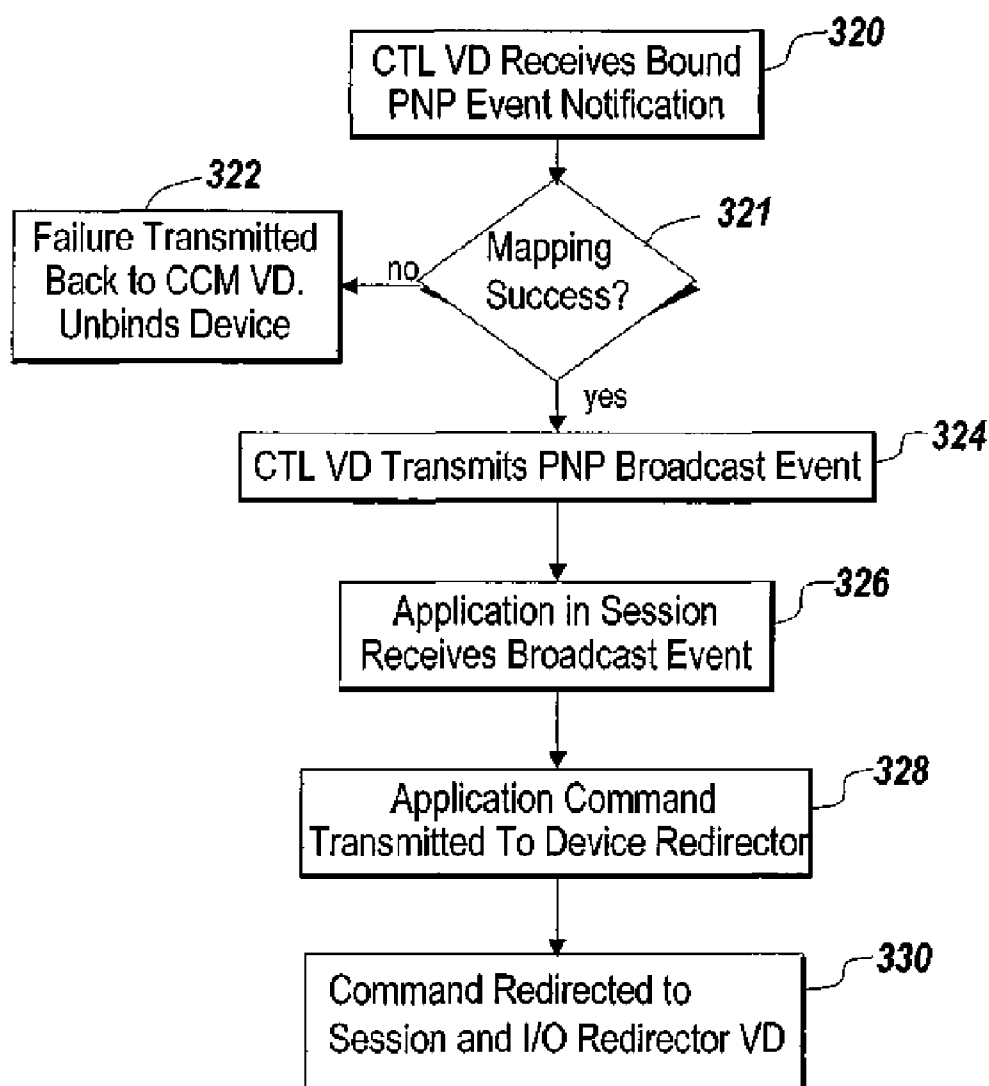 320
CTL VD Receives Bound
PNP Event Notification
322
321
Failure Transmitted
Back to CCM VD.
Unbinds Device
no
Mapping
Success?
yes
324
CTL VD Transmits PNP Broadcast Event
326
Application in Session
Receives Broadcast Event
328
Application Command
Transmitted To Device Redirector
330
Command Redirected to
Session and I/O Redirector VD